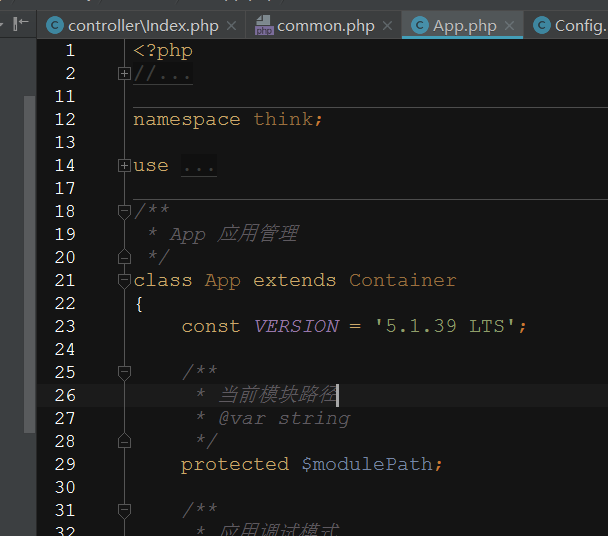 controller\Index.php common.php App.php Config.
1 <?php
2 //...
11
12 namespace think;
13
14 use ...
17
18 /**
19 * App 应用管理
20 */
21 class App extends Container
22 {
23 const VERSION = '5.1.39 LTS';
24
25 /**
26 * 当前模块路径
27 * @var string
28 */
29 protected $modulePath;
30
31 /**
32 * 应用调试模式